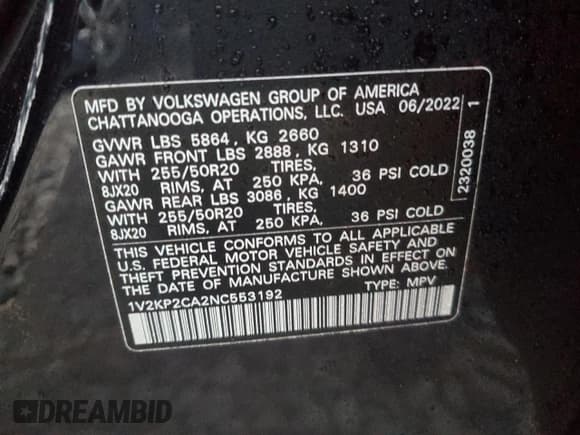 MFD BY VOLKSWAGEN GROUP OF AMERICA
CHATTANOOGA OPERATIONS, LLC. USA 06/2022
GVWR LBS 5864 , KG 2660
GAWR FRONT LBS 2888 , KG 1310
WITH 255/50R20 TIRES,
8JX20 RIMS, AT 250 KPA, 36 PSI COLD
GAWR REAR LBS 3086 , KG 1400
WITH 255/50R20 TIRES,
8JX20 RIMS, AT 250 KPA, 36 PSI COLD
THIS VEHICLE CONFORMS TO ALL APPLICABLE
U.S. FEDERAL MOTOR VEHICLE SAFETY AND
THEFT PREVENTION STANDARDS IN EFFECT ON
THE DATE OF MANUFACTURE SHOWN ABOVE.
1V2KP2CA2NC553192 TYPE: MPV
2320038 1
DREAMBID